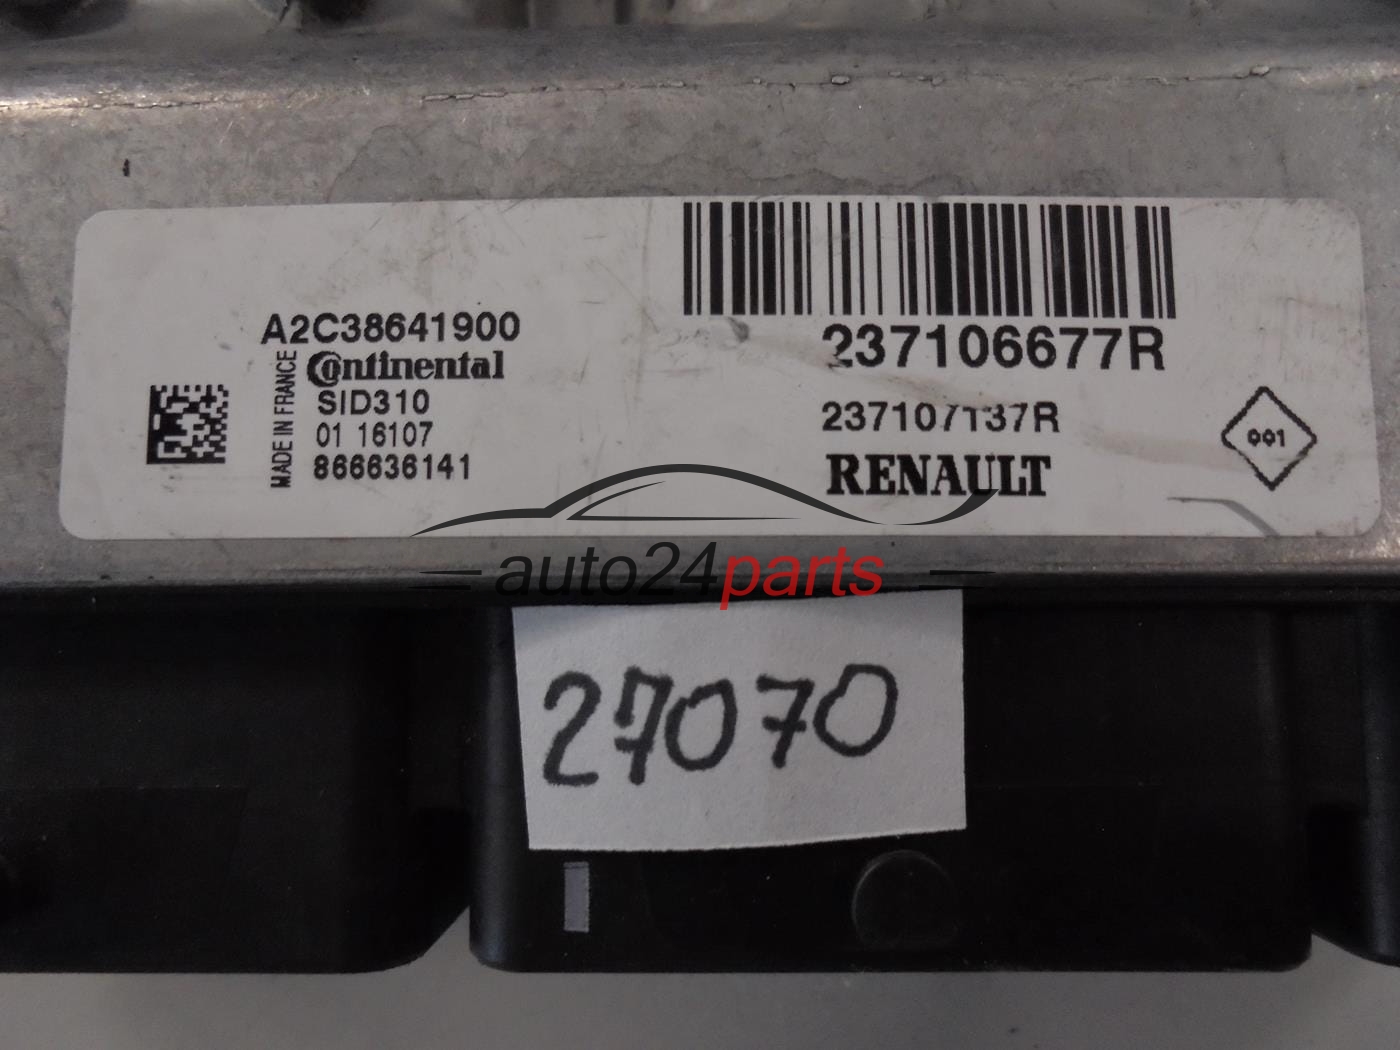 A2C38641900
MADE IN FRANCE
Continental
SID310
01 16107
866636141
237106677R
237107137R
RENAULT
001
auto24parts
27070